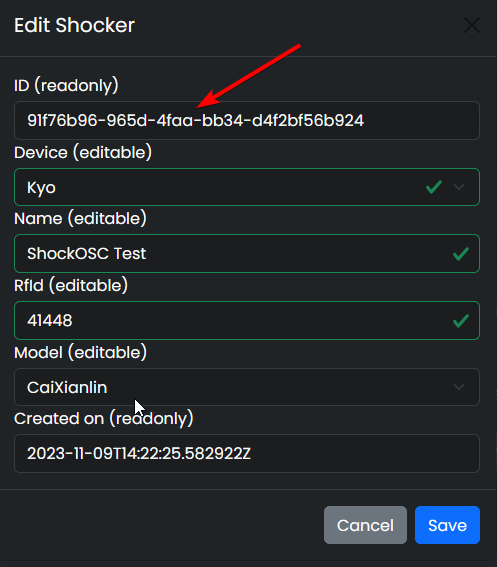 Edit Shocker
ID (readonly)
91f76b96-965d-4faa-bb34-d4f2bf56b924
Device (editable)
Kyo
Name (editable)
ShockOSC Test
RfId (editable)
41448
Model (editable)
CaiXianlin
Created on (readonly)
2023-11-09T14:22:25.582922Z
Cancel Save